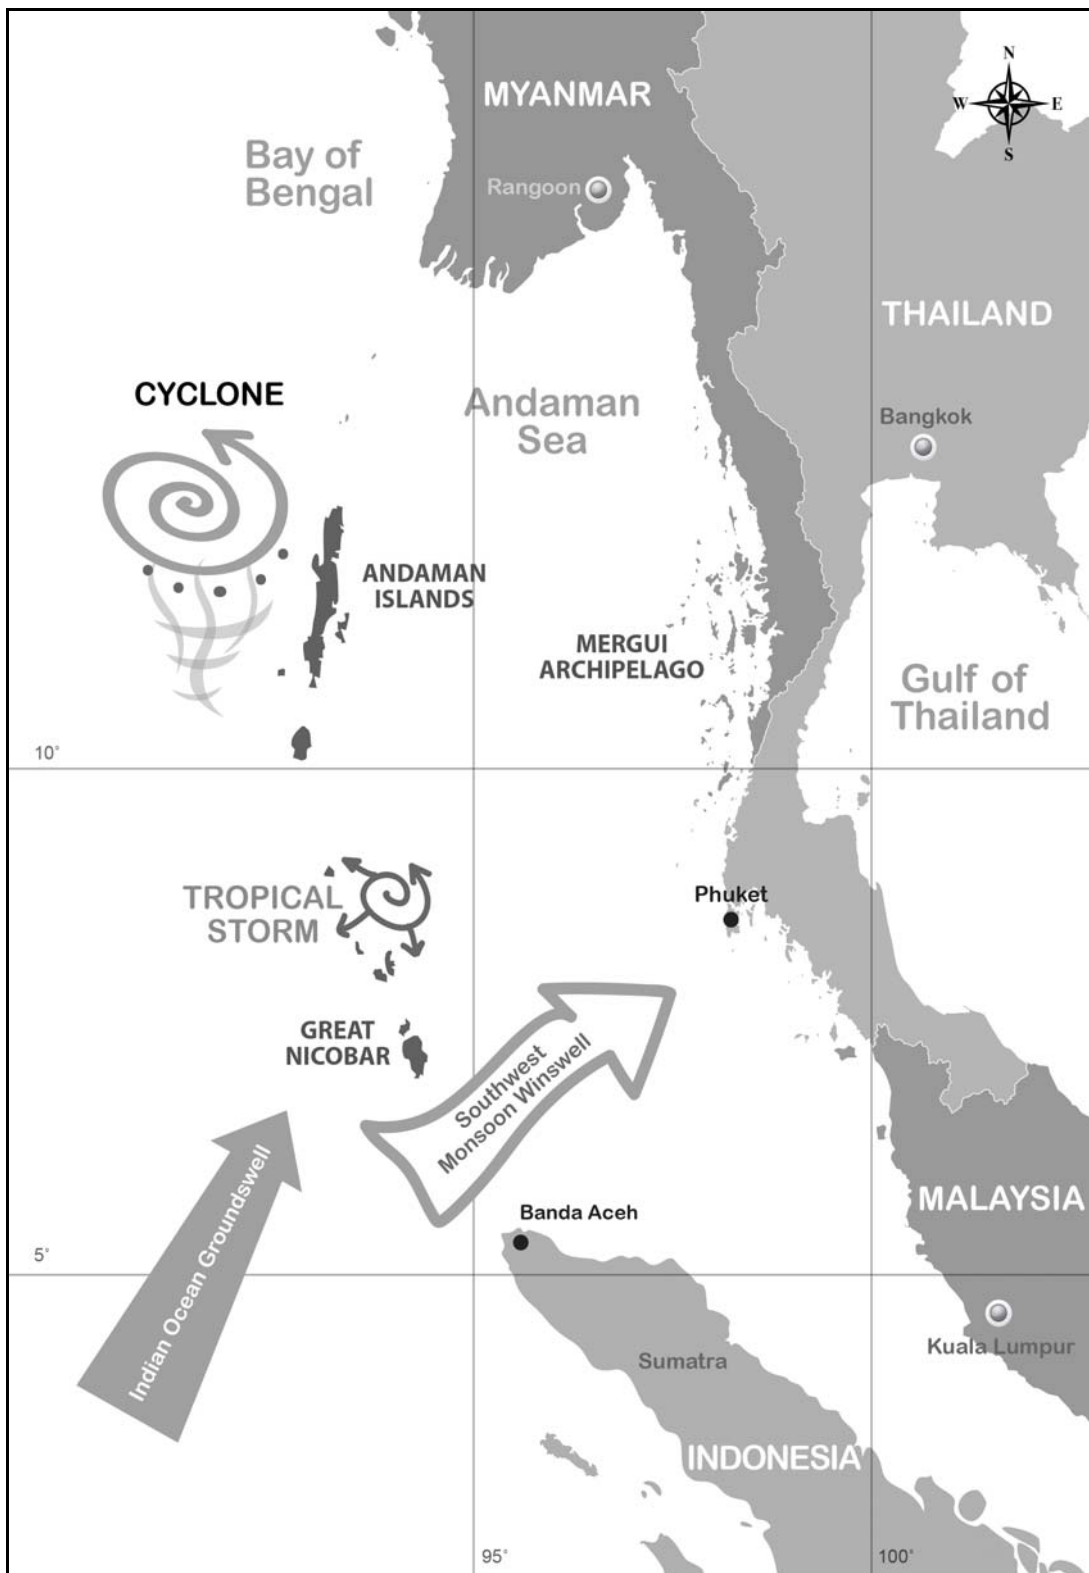 N
W E
S
MYANMAR
Bay of
Bengal
Rangoon
THAILAND
CYCLONE
Andaman
Sea
Bangkok
ANDAMAN
ISLANDS
MERGUI
ARCHIPELAGO
Gulf of
Thailand
10°
TROPICAL
STORM
Phuket
GREAT
NICOBAR
Southwest
Monsoon Winswell
Indian Ocean Groundswell
Banda Aceh
MALAYSIA
5°
Kuala Lumpur
Sumatra
INDONESIA
95°
100°